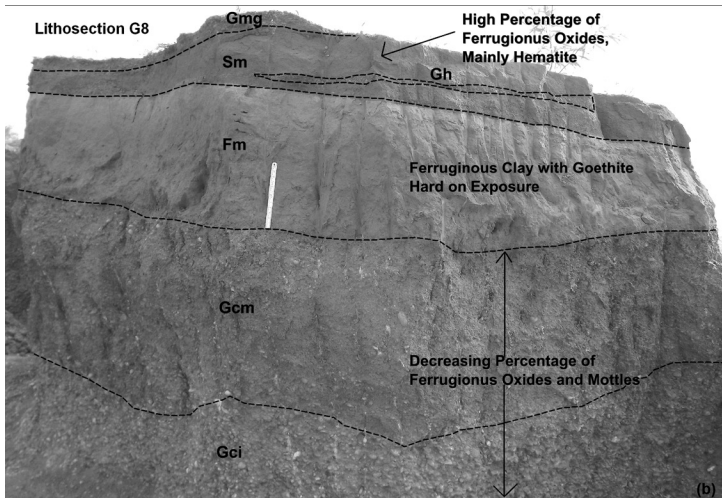 Lithosection G8
Gmg
High Percentage of
Ferrugionus Oxides,
Mainly Hematite
Sm
Gh
Fm
Ferruginous Clay with Goethite
Hard on Exposure
Gcm
Decreasing Percentage of
Ferrugionus Oxides and Mottles
Gci
(b)